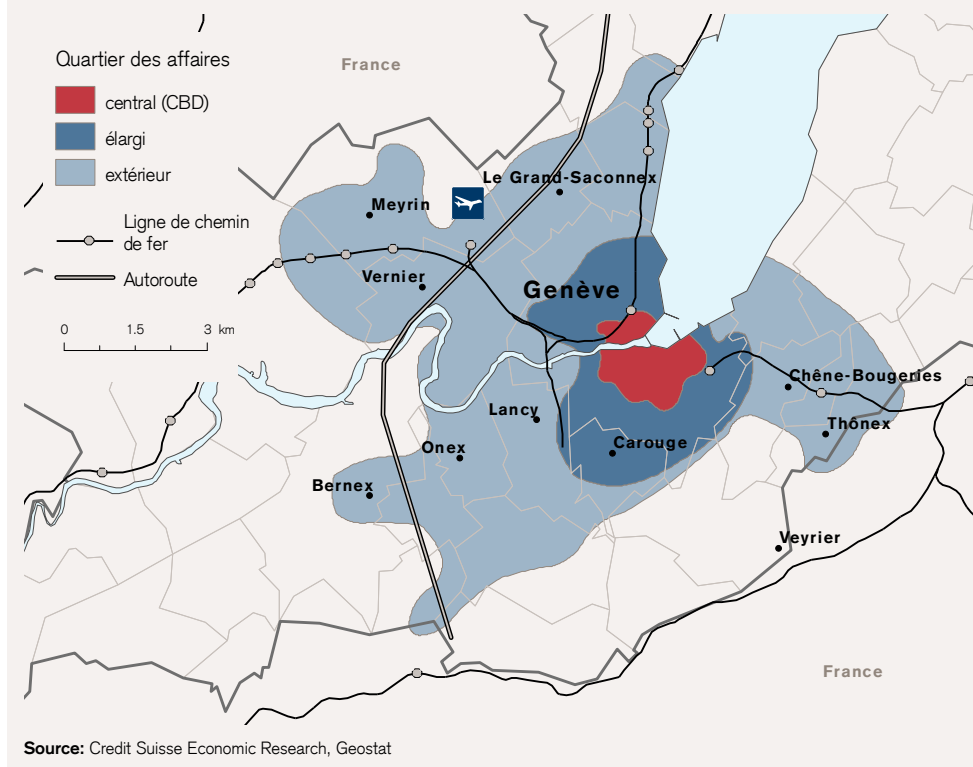 Quartier des affaires
central (CBD)
élargi
extérieur
Ligne de chemin
de fer
Autoroute
0 1.5 3 km
France
Le Grand-Saconnex
Meyrin
Vernier
Genève
Chêne-Bougeries
Lancy
Thônex
Onex
Carouge
Bernex
Veyrier
France
Source: Credit Suisse Economic Research, Geostat